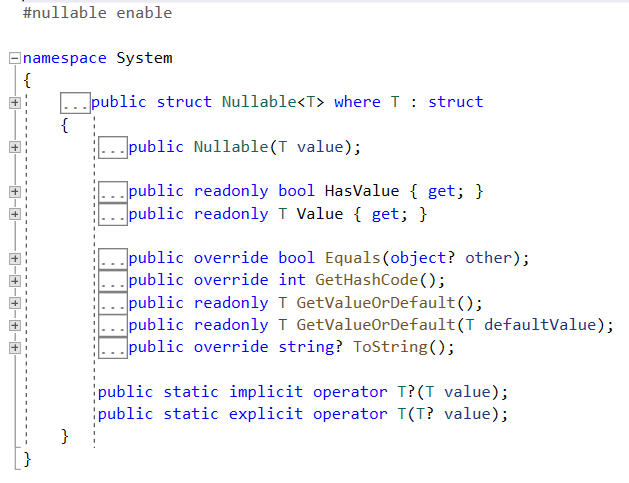 #nullable enable
namespace System
{
...public struct Nullable<T> where T : struct
{
...public Nullable(T value);
...public readonly bool HasValue { get; }
...public readonly T Value { get; }
...public override bool Equals(object? other);
...public override int GetHashCode();
...public readonly T GetValueOrDefault();
...public readonly T GetValueOrDefault(T defaultValue);
...public override string? ToString();
public static implicit operator T?(T value);
public static explicit operator T(T? value);
}
}